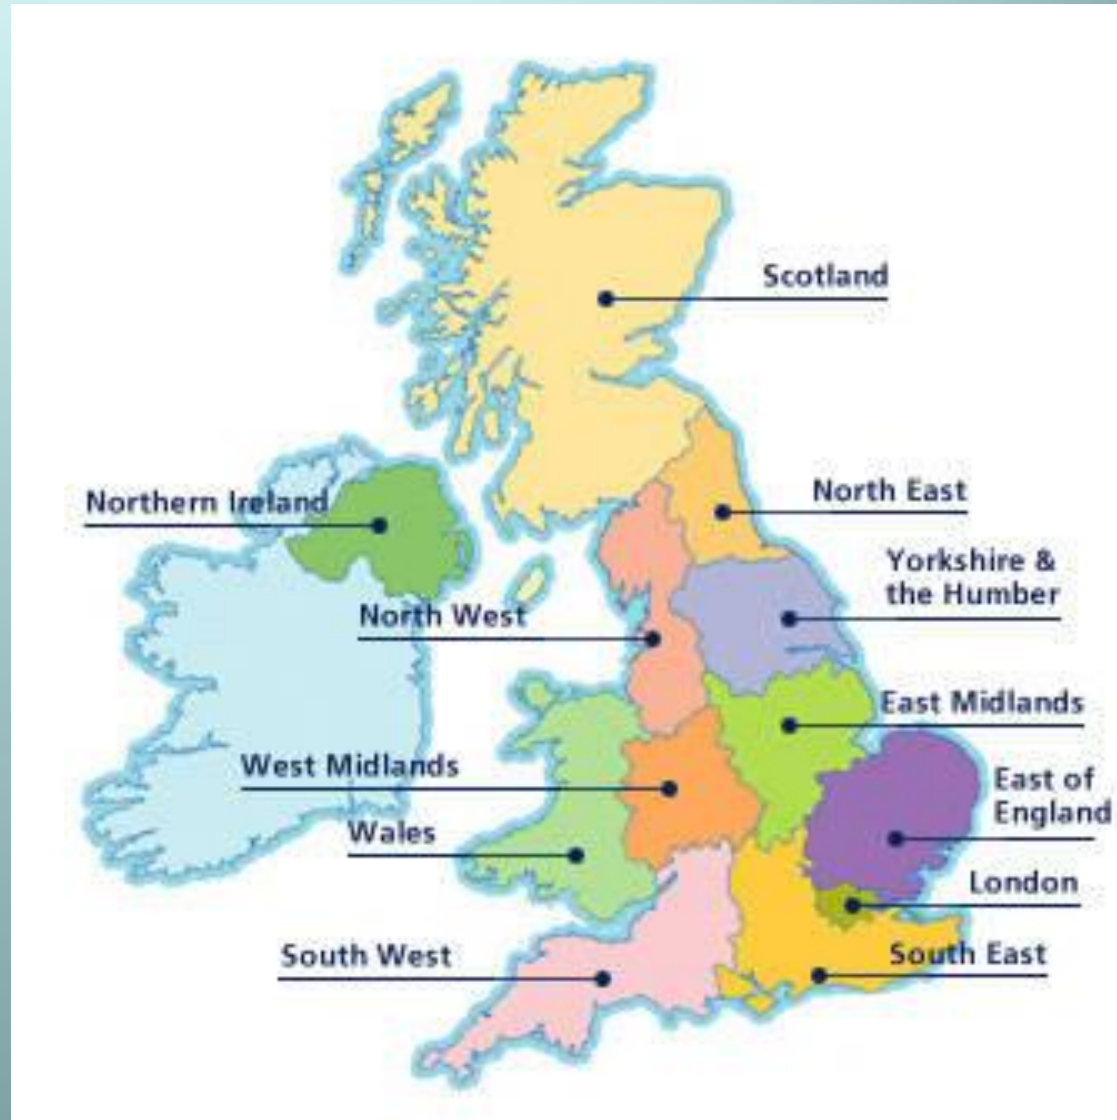 Scotland
Northern Ireland
North East
Yorkshire &
the Humber
North West
East Midlands
West Midlands
East of
England
Wales
London
South West
South East